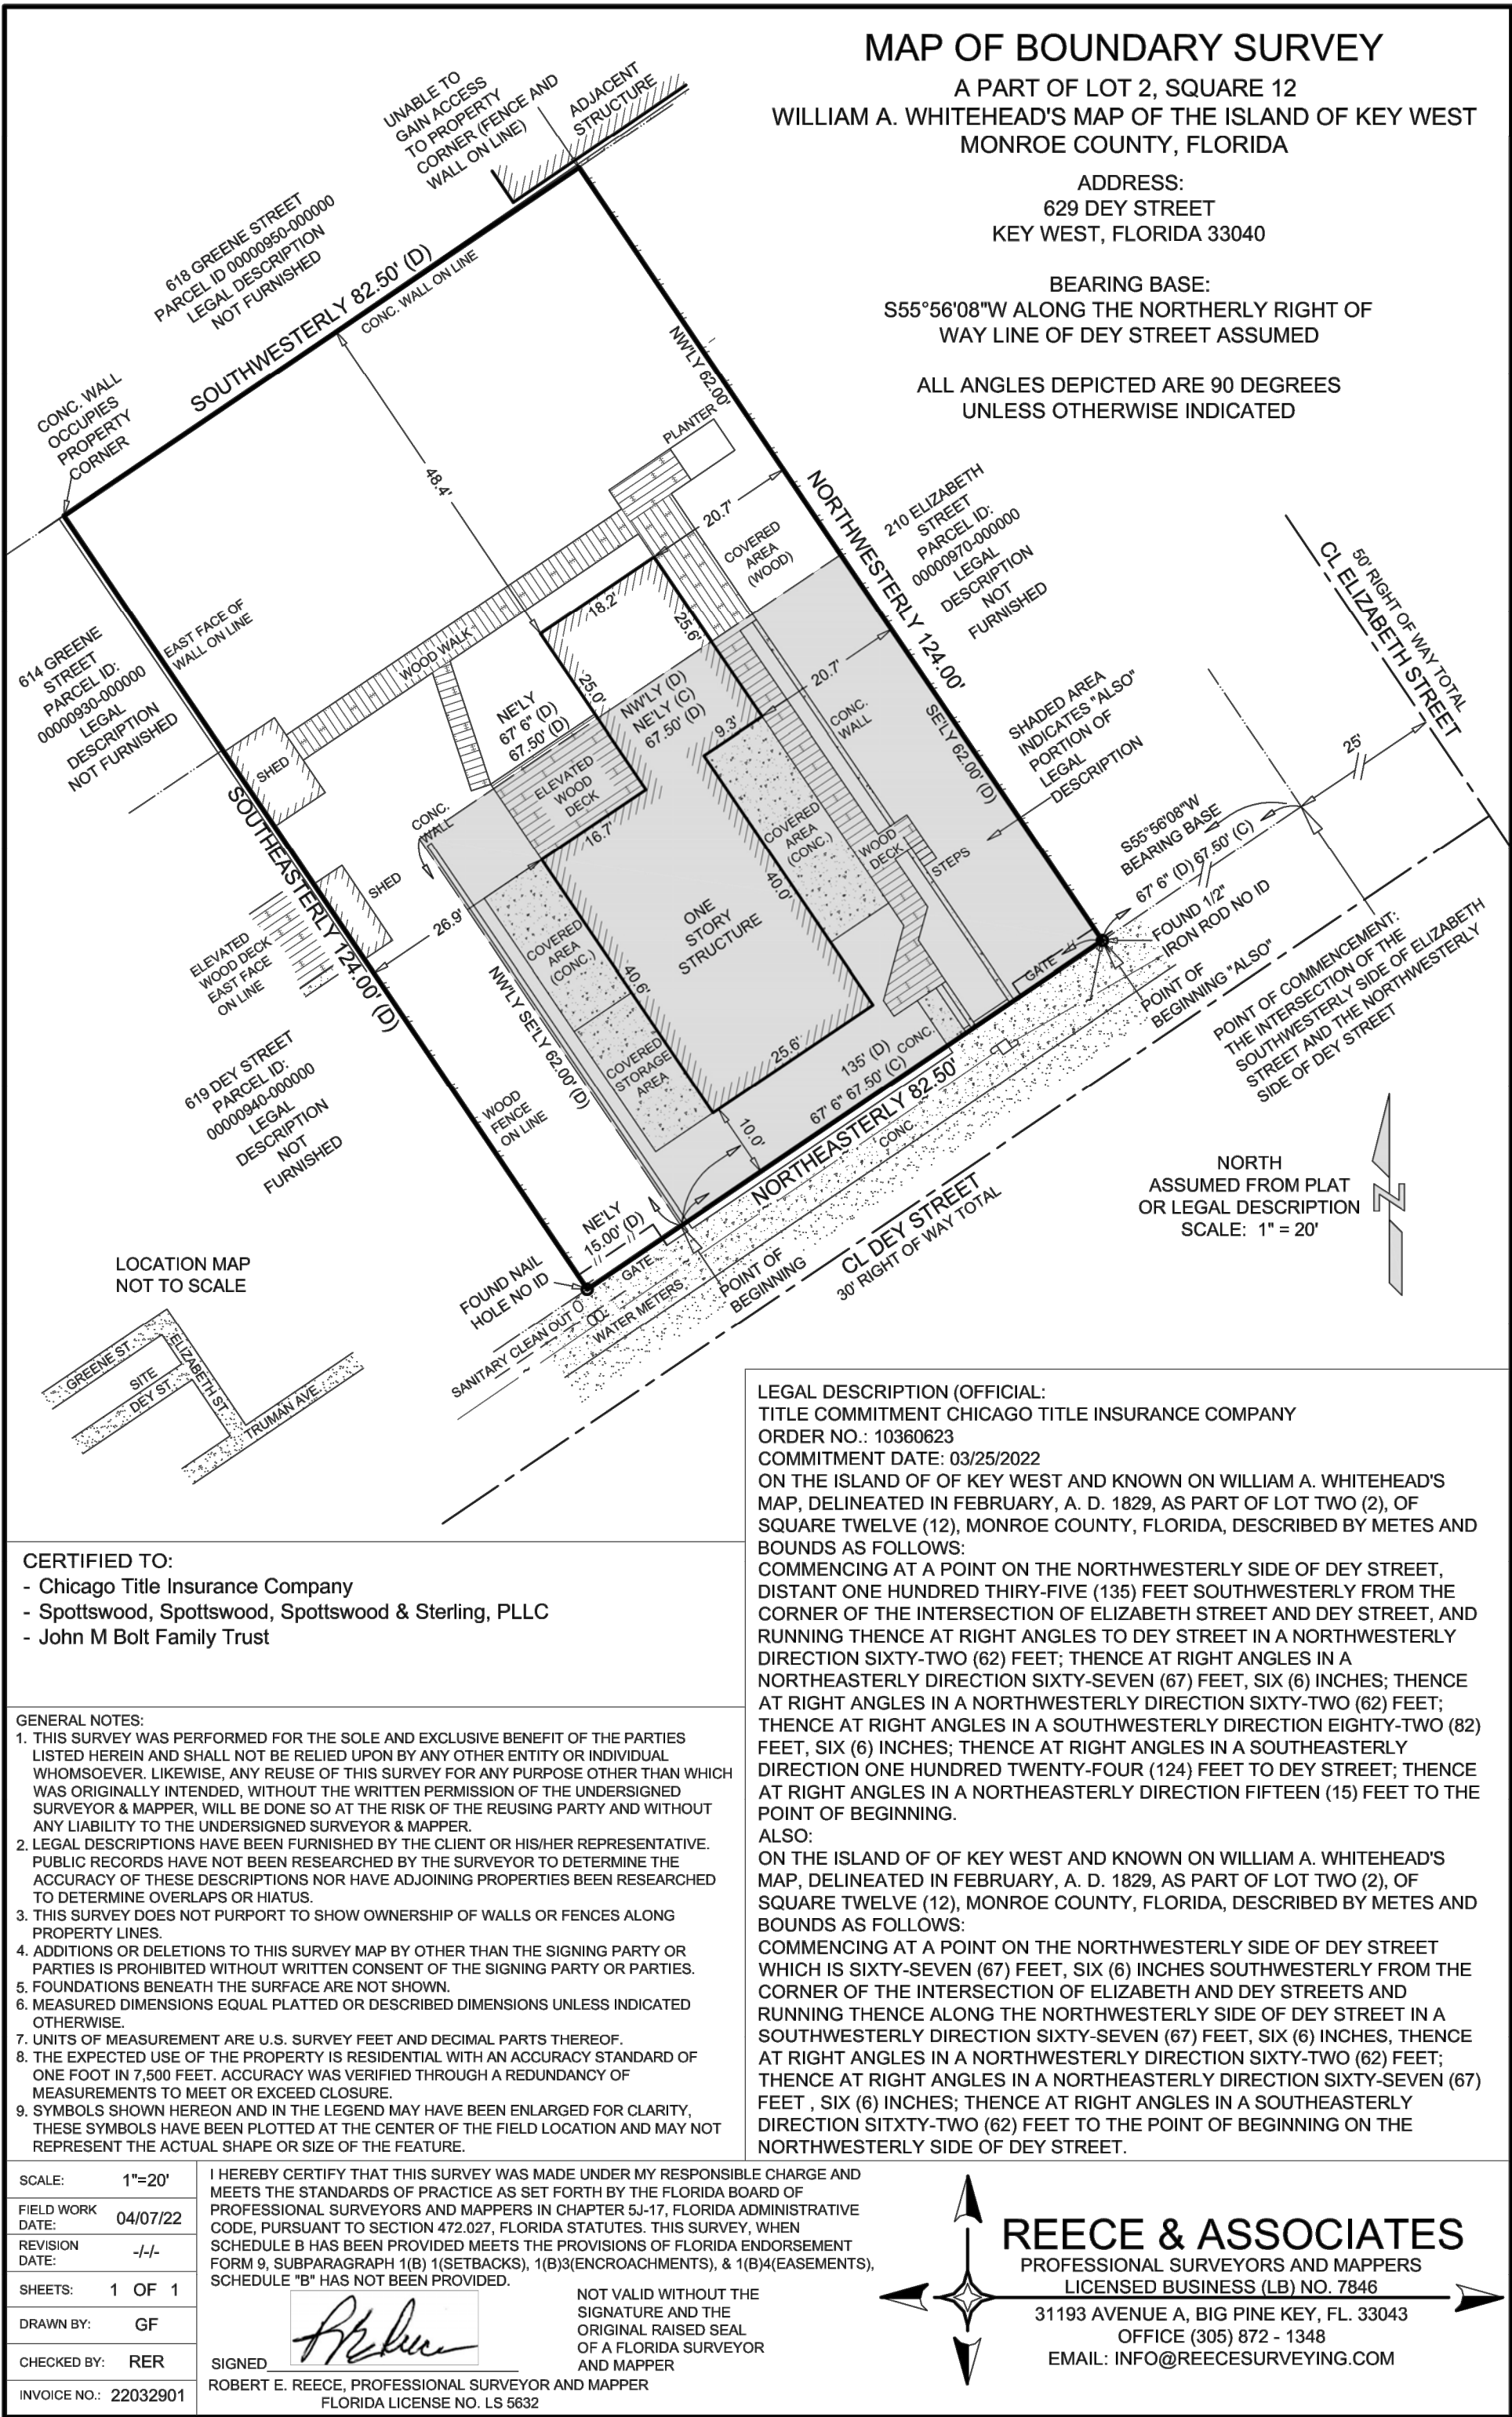 MAP OF BOUNDARY SURVEY
A PART OF LOT 2, SQUARE 12
WILLIAM A. WHITEHEAD'S MAP OF THE ISLAND OF KEY WEST
MONROE COUNTY, FLORIDA
ADDRESS:
629 DEY STREET
KEY WEST, FLORIDA 33040
BEARING BASE:
S55°56'08"W ALONG THE NORTHERLY RIGHT OF
WAY LINE OF DEY STREET ASSUMED
ALL ANGLES DEPICTED ARE 90 DEGREES
UNLESS OTHERWISE INDICATED
UNABLE TO
GAIN ACCESS
TO PROPERTY
CORNER (FENCE AND
WALL ON LINE)
ADJACENT
STRUCTURE
618 GREENE STREET
PARCEL ID 00000950-000000
LEGAL DESCRIPTION
NOT FURNISHED
SOUTHWESTERLY 82.50' (D)
CONC. WALL ON LINE
CONC. WALL
OCCUPIES
PROPERTY
CORNER
NW'LY 62.00'
48.4'
PLANTER
20.7'
COVERED
AREA
(WOOD)
NORTHWESTERLY 124.00'
210 ELIZABETH
STREET
PARCEL ID:
00000970-000000
LEGAL
DESCRIPTION
NOT
FURNISHED
CL ELIZABETH STREET
50' RIGHT OF WAY TOTAL
614 GREENE
STREET
PARCEL ID:
0000930-000000
LEGAL
DESCRIPTION
NOT FURNISHED
EAST FACE OF
WALL ON LINE
WOOD WALK
18.2'
25.6'
25.0'
NE'LY
67' 6" (D)
67.50' (D)
NW'LY (D)
NE'LY (C)
67.50' (D)
20.7'
9.3'
CONC.
WALL
SE'LY 62.00' (D)
SHADED AREA
INDICATES "ALSO"
PORTION OF
LEGAL
DESCRIPTION
25'
SHED
ELEVATED
WOOD
DECK
16.7'
CONC.
WALL
SOUTHEASTERLY 124.00' (D)
SHED
26.9'
COVERED
AREA
(CONC.)
WOOD
DECK
STEPS
40.0'
ONE
STORY
STRUCTURE
COVERED
AREA
(CONC.)
40.6'
S55°56'08"W
BEARING BASE
67' 6" (D) 67.50' (C)
FOUND 1/2"
IRON ROD NO ID
GATE
POINT OF
BEGINNING "ALSO"
POINT OF COMMENCEMENT:
THE INTERSECTION OF THE
SOUTHWESTERLY SIDE OF ELIZABETH
STREET AND THE NORTHWESTERLY
SIDE OF DEY STREET
ELEVATED
WOOD DECK
EAST FACE
ON LINE
NW'LY SE'LY 62.00' (D)
619 DEY STREET
PARCEL ID:
00000940-000000
LEGAL
DESCRIPTION
NOT
FURNISHED
WOOD
FENCE
ON LINE
COVERED
STORAGE
AREA
25.6'
10.0'
135' (D)
CONC.
67' 6" 67.50' (C)
NORTHEASTERLY 82.50'
CONC.
CL DEY STREET
30' RIGHT OF WAY TOTAL
NE'LY
15.00' (D)
GATE
FOUND NAIL
HOLE NO ID
SANITARY CLEAN OUT
WATER METERS
POINT OF
BEGINNING
NORTH
ASSUMED FROM PLAT
OR LEGAL DESCRIPTION
SCALE: 1" = 20'
N
LOCATION MAP
NOT TO SCALE
GREENE ST.
SITE
DEY ST.
ELIZABETH ST.
TRUMAN AVE.
LEGAL DESCRIPTION (OFFICIAL:
TITLE COMMITMENT CHICAGO TITLE INSURANCE COMPANY
ORDER NO.: 10360623
COMMITMENT DATE: 03/25/2022
ON THE ISLAND OF OF KEY WEST AND KNOWN ON WILLIAM A. WHITEHEAD'S
MAP, DELINEATED IN FEBRUARY, A. D. 1829, AS PART OF LOT TWO (2), OF
SQUARE TWELVE (12), MONROE COUNTY, FLORIDA, DESCRIBED BY METES AND
BOUNDS AS FOLLOWS:
COMMENCING AT A POINT ON THE NORTHWESTERLY SIDE OF DEY STREET,
DISTANT ONE HUNDRED THIRY-FIVE (135) FEET SOUTHWESTERLY FROM THE
CORNER OF THE INTERSECTION OF ELIZABETH STREET AND DEY STREET, AND
RUNNING THENCE AT RIGHT ANGLES TO DEY STREET IN A NORTHWESTERLY
DIRECTION SIXTY-TWO (62) FEET; THENCE AT RIGHT ANGLES IN A
NORTHEASTERLY DIRECTION SIXTY-SEVEN (67) FEET, SIX (6) INCHES; THENCE
AT RIGHT ANGLES IN A NORTHWESTERLY DIRECTION SIXTY-TWO (62) FEET;
THENCE AT RIGHT ANGLES IN A SOUTHWESTERLY DIRECTION EIGHTY-TWO (82)
FEET, SIX (6) INCHES; THENCE AT RIGHT ANGLES IN A SOUTHEASTERLY
DIRECTION ONE HUNDRED TWENTY-FOUR (124) FEET TO DEY STREET; THENCE
AT RIGHT ANGLES IN A NORTHEASTERLY DIRECTION FIFTEEN (15) FEET TO THE
POINT OF BEGINNING.
ALSO:
ON THE ISLAND OF OF KEY WEST AND KNOWN ON WILLIAM A. WHITEHEAD'S
MAP, DELINEATED IN FEBRUARY, A. D. 1829, AS PART OF LOT TWO (2), OF
SQUARE TWELVE (12), MONROE COUNTY, FLORIDA, DESCRIBED BY METES AND
BOUNDS AS FOLLOWS:
COMMENCING AT A POINT ON THE NORTHWESTERLY SIDE OF DEY STREET
WHICH IS SIXTY-SEVEN (67) FEET, SIX (6) INCHES SOUTHWESTERLY FROM THE
CORNER OF THE INTERSECTION OF ELIZABETH AND DEY STREETS AND
RUNNING THENCE ALONG THE NORTHWESTERLY SIDE OF DEY STREET IN A
SOUTHWESTERLY DIRECTION SIXTY-SEVEN (67) FEET, SIX (6) INCHES, THENCE
AT RIGHT ANGLES IN A NORTHWESTERLY DIRECTION SIXTY-TWO (62) FEET;
THENCE AT RIGHT ANGLES IN A NORTHEASTERLY DIRECTION SIXTY-SEVEN (67)
FEET , SIX (6) INCHES; THENCE AT RIGHT ANGLES IN A SOUTHEASTERLY
DIRECTION SITXTY-TWO (62) FEET TO THE POINT OF BEGINNING ON THE
NORTHWESTERLY SIDE OF DEY STREET.
CERTIFIED TO:
- Chicago Title Insurance Company
- Spottswood, Spottswood, Spottswood & Sterling, PLLC
- John M Bolt Family Trust
GENERAL NOTES:
1. THIS SURVEY WAS PERFORMED FOR THE SOLE AND EXCLUSIVE BENEFIT OF THE PARTIES
LISTED HEREIN AND SHALL NOT BE RELIED UPON BY ANY OTHER ENTITY OR INDIVIDUAL
WHOMSOEVER. LIKEWISE, ANY REUSE OF THIS SURVEY FOR ANY PURPOSE OTHER THAN WHICH
WAS ORIGINALLY INTENDED, WITHOUT THE WRITTEN PERMISSION OF THE UNDERSIGNED
SURVEYOR & MAPPER, WILL BE DONE SO AT THE RISK OF THE REUSING PARTY AND WITHOUT
ANY LIABILITY TO THE UNDERSIGNED SURVEYOR & MAPPER.
2. LEGAL DESCRIPTIONS HAVE BEEN FURNISHED BY THE CLIENT OR HIS/HER REPRESENTATIVE.
PUBLIC RECORDS HAVE NOT BEEN RESEARCHED BY THE SURVEYOR TO DETERMINE THE
ACCURACY OF THESE DESCRIPTIONS NOR HAVE ADJOINING PROPERTIES BEEN RESEARCHED
TO DETERMINE OVERLAPS OR HIATUS.
3. THIS SURVEY DOES NOT PURPORT TO SHOW OWNERSHIP OF WALLS OR FENCES ALONG
PROPERTY LINES.
4. ADDITIONS OR DELETIONS TO THIS SURVEY MAP BY OTHER THAN THE SIGNING PARTY OR
PARTIES IS PROHIBITED WITHOUT WRITTEN CONSENT OF THE SIGNING PARTY OR PARTIES.
5. FOUNDATIONS BENEATH THE SURFACE ARE NOT SHOWN.
6. MEASURED DIMENSIONS EQUAL PLATTED OR DESCRIBED DIMENSIONS UNLESS INDICATED
OTHERWISE.
7. UNITS OF MEASUREMENT ARE U.S. SURVEY FEET AND DECIMAL PARTS THEREOF.
8. THE EXPECTED USE OF THE PROPERTY IS RESIDENTIAL WITH AN ACCURACY STANDARD OF
ONE FOOT IN 7,500 FEET. ACCURACY WAS VERIFIED THROUGH A REDUNDANCY OF
MEASUREMENTS TO MEET OR EXCEED CLOSURE.
9. SYMBOLS SHOWN HEREON AND IN THE LEGEND MAY HAVE BEEN ENLARGED FOR CLARITY,
THESE SYMBOLS HAVE BEEN PLOTTED AT THE CENTER OF THE FIELD LOCATION AND MAY NOT
REPRESENT THE ACTUAL SHAPE OR SIZE OF THE FEATURE.
SCALE: 1"=20'
FIELD WORK
DATE: 04/07/22
REVISION
DATE: -/-/-
SHEETS: 1 OF 1
DRAWN BY: GF
CHECKED BY: RER
INVOICE NO.: 22032901
I HEREBY CERTIFY THAT THIS SURVEY WAS MADE UNDER MY RESPONSIBLE CHARGE AND
MEETS THE STANDARDS OF PRACTICE AS SET FORTH BY THE FLORIDA BOARD OF
PROFESSIONAL SURVEYORS AND MAPPERS IN CHAPTER 5J-17, FLORIDA ADMINISTRATIVE
CODE, PURSUANT TO SECTION 472.027, FLORIDA STATUTES. THIS SURVEY, WHEN
SCHEDULE B HAS BEEN PROVIDED MEETS THE PROVISIONS OF FLORIDA ENDORSEMENT
FORM 9, SUBPARAGRAPH 1(B) 1(SETBACKS), 1(B)3(ENCROACHMENTS), & 1(B)4(EASEMENTS),
SCHEDULE "B" HAS NOT BEEN PROVIDED.
NOT VALID WITHOUT THE
SIGNATURE AND THE
ORIGINAL RAISED SEAL
OF A FLORIDA SURVEYOR
AND MAPPER
SIGNED
ROBERT E. REECE, PROFESSIONAL SURVEYOR AND MAPPER
FLORIDA LICENSE NO. LS 5632
REECE & ASSOCIATES
PROFESSIONAL SURVEYORS AND MAPPERS
LICENSED BUSINESS (LB) NO. 7846
31193 AVENUE A, BIG PINE KEY, FL. 33043
OFFICE (305) 872 - 1348
EMAIL: INFO@REECESURVEYING.COM